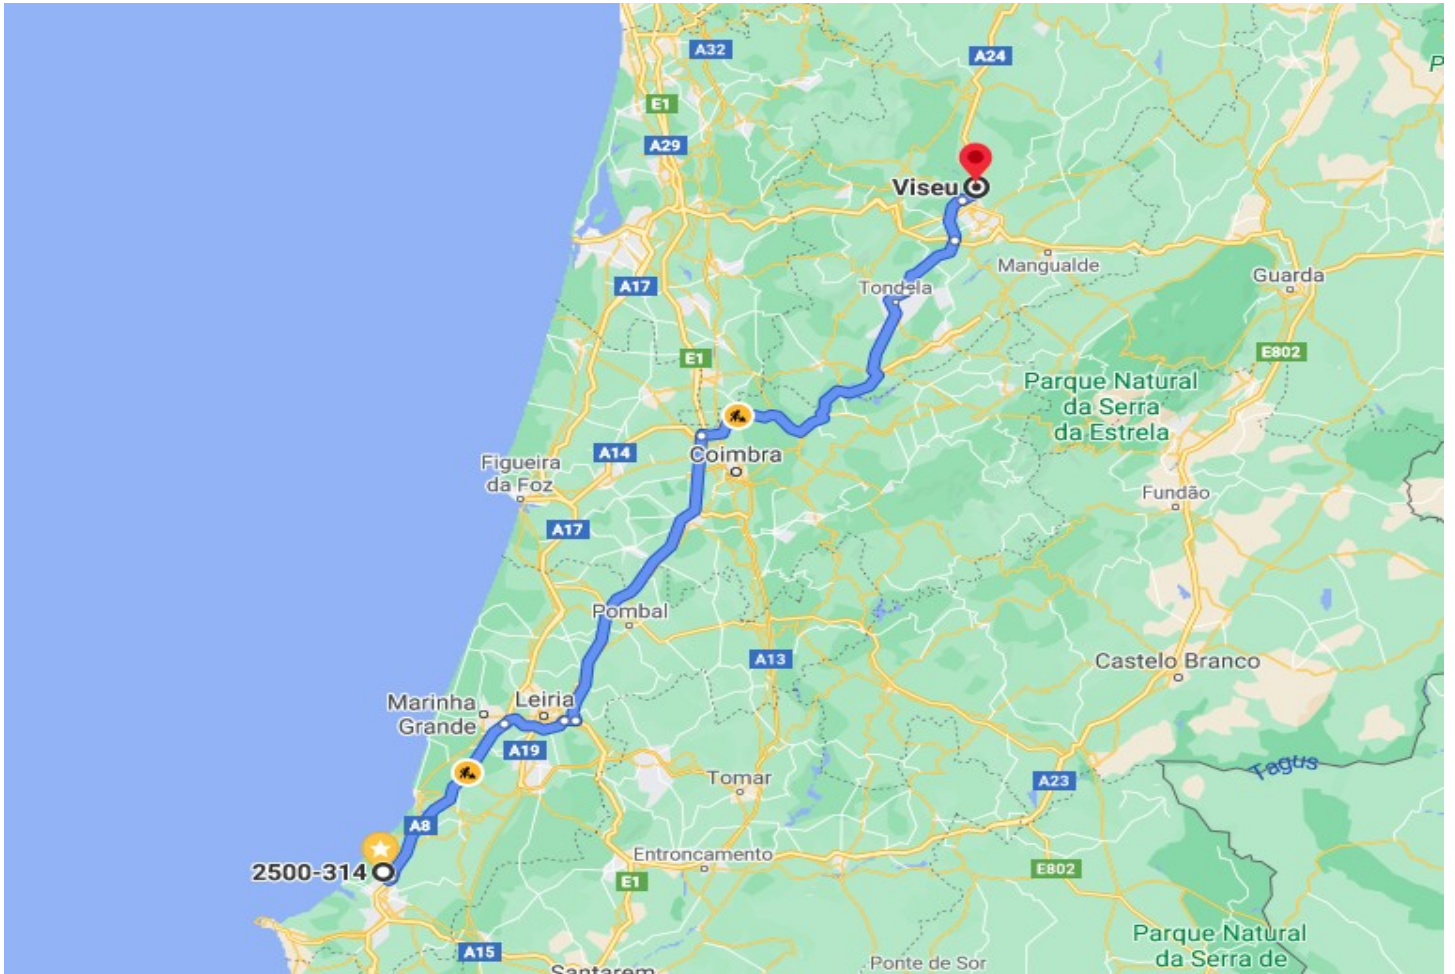 A32
A24
P
E1
A29
Viseu
Mangualde
Guarda
Tondela
A17
E1
E802
Parque Natural
da Serra
da Estrela
A14
Coimbra
Figueira
da Foz
Fundão
A17
Pombal
A13
Castelo Branco
Marinha
Grande
Leiria
A19
Tomar
A23
Tagus
A8
2500-314
Entroncamento
E1
E802
Parque Natural
da Serra de
A15
Santarem
Ponte de Sor